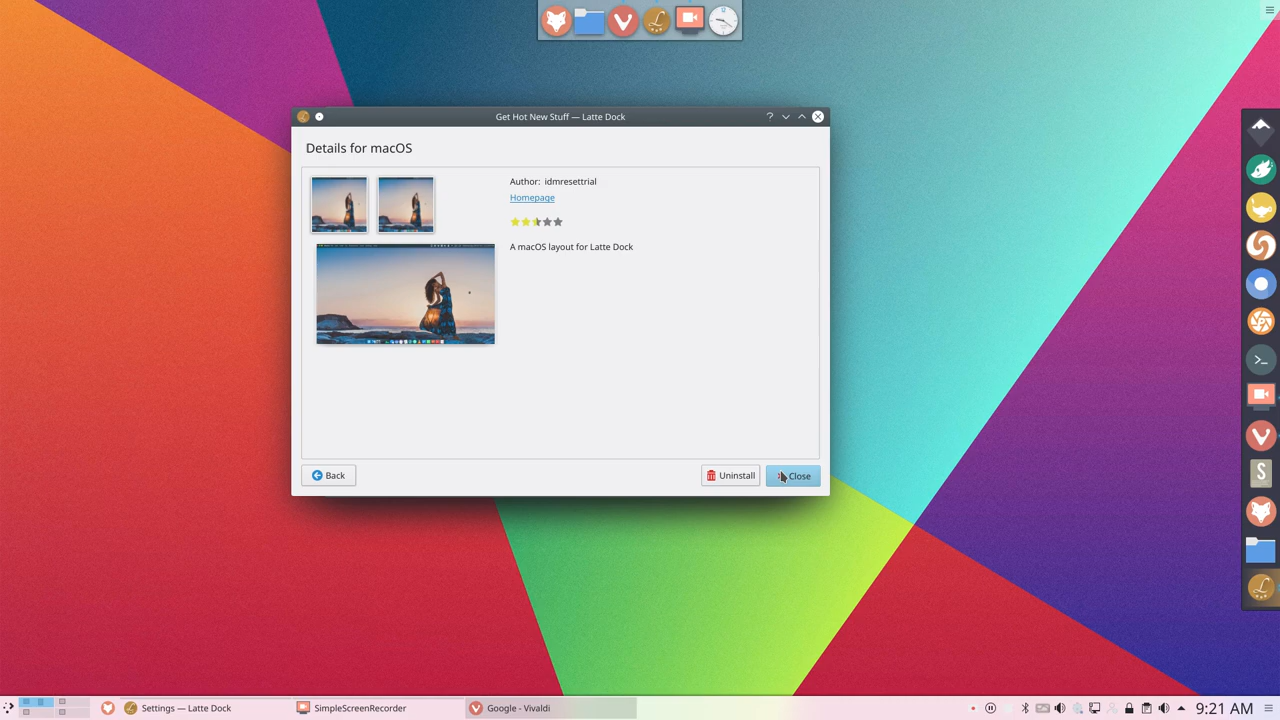 Get Hot New Stuff — Latte Dock
Details for macOS
Author: idmresettrial
Homepage
A macOS layout for Latte Dock
Back
Uninstall
Close
Settings — Latte Dock
SimpleScreenRecorder
Google - Vivaldi
9:21 AM